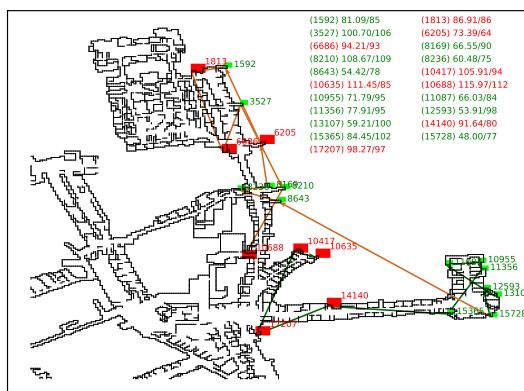 (1592) 81.09/85 (1813) 86.91/86
(3527) 100.70/106 (6205) 73.39/64
(6686) 94.21/93 (8169) 66.55/90
(8210) 108.67/109 (8236) 60.48/75
(8643) 54.42/78 (10417) 105.91/94
(10635) 111.45/85 (10688) 115.97/112
(10955) 71.79/95 (11087) 66.03/84
(11356) 77.91/95 (12593) 53.91/98
(13107) 59.21/100 (14140) 91.64/80
(15365) 84.45/102 (15728) 48.00/77
(17207) 98.27/97
1813
1592
3527
6205
8210
8643
10417
10635
10955
11356
12593
14140
15728
17207